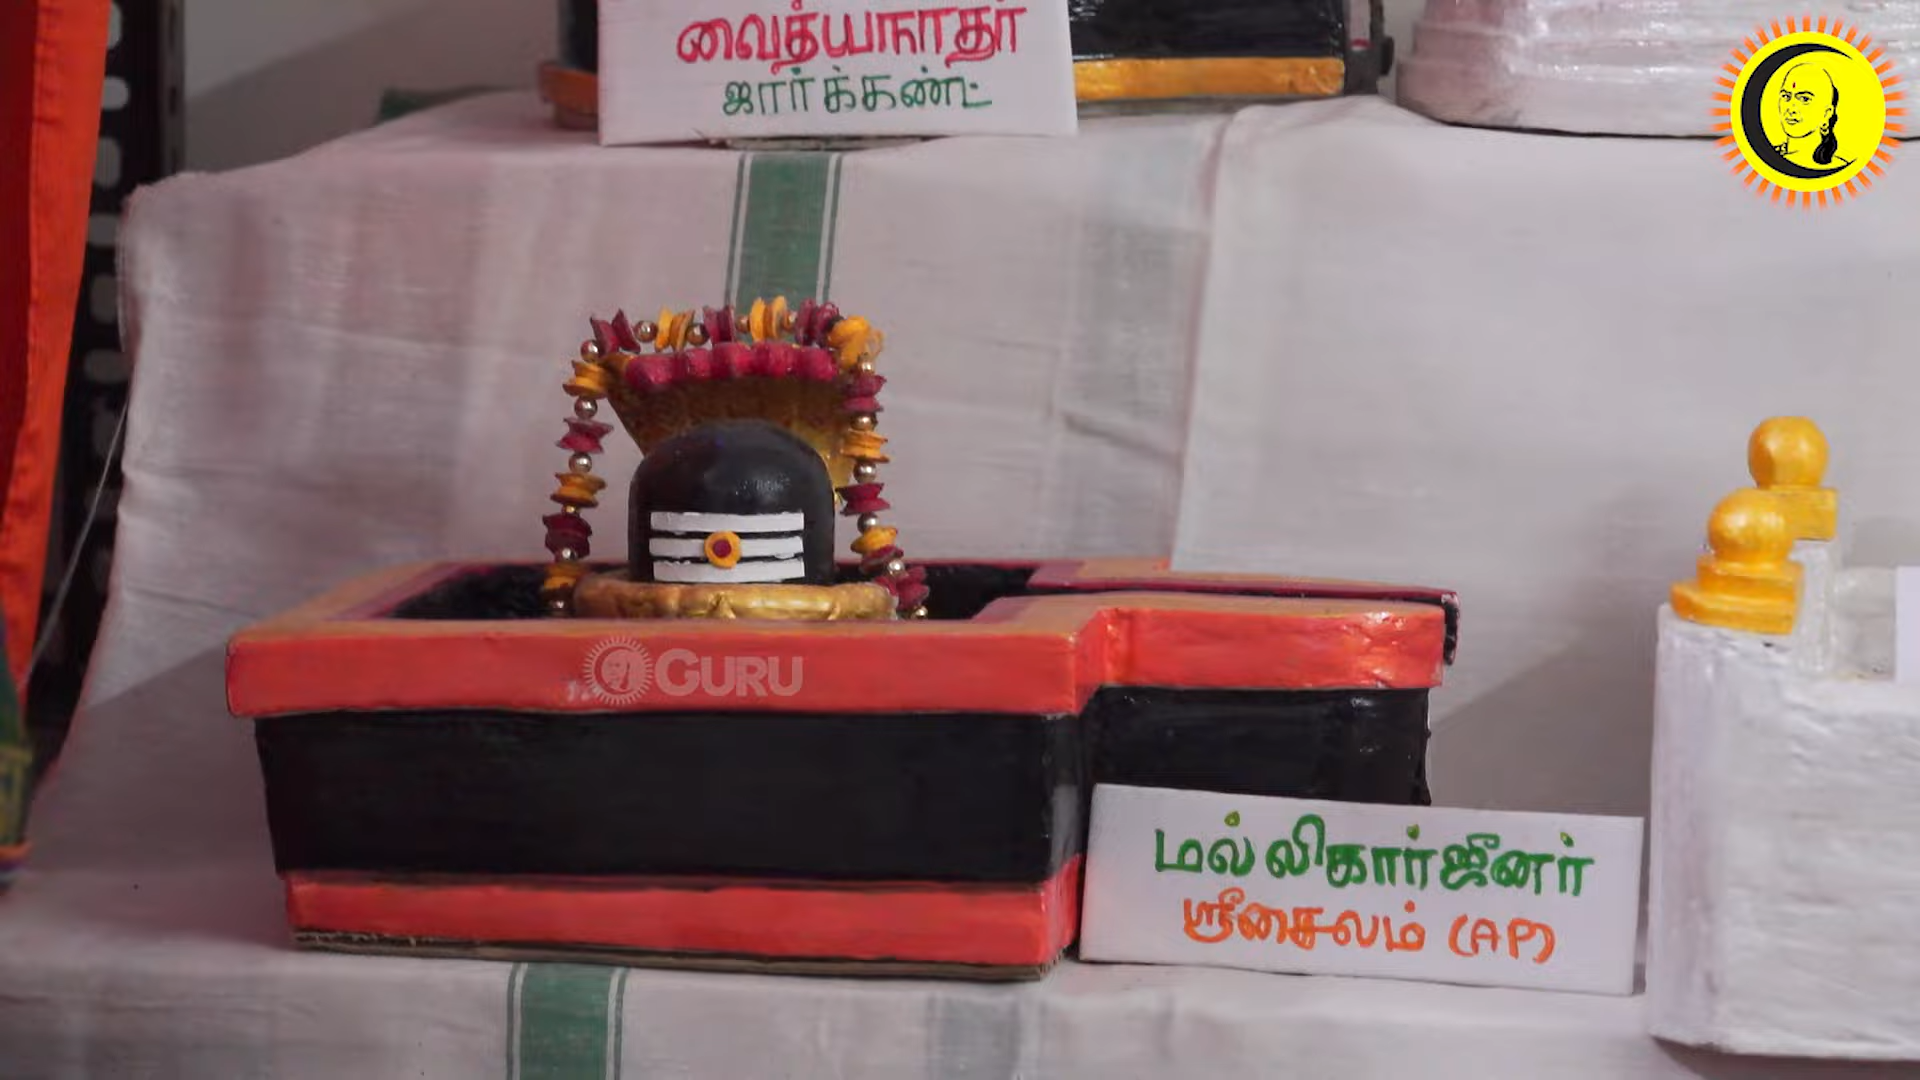 வைத்யநாதர்
ஜார்க்கண்ட்
GURU
மல்லிகார்ஜீனர்
ஸ்ரீசைலம் (AP)